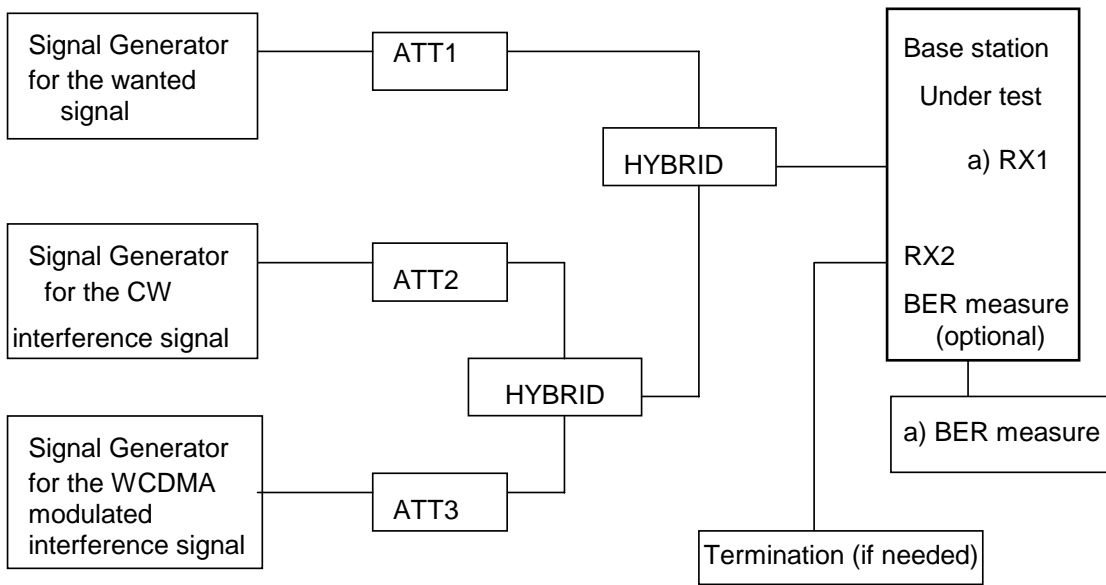 Signal Generator
for the wanted
signal
ATT1
HYBRID
Base station
Under test
a) RX1
RX2
BER measure
(optional)
Signal Generator
for the CW
interference signal
ATT2
HYBRID
a) BER measure
Signal Generator
for the WCDMA
modulated
interference signal
ATT3
Termination (if needed)